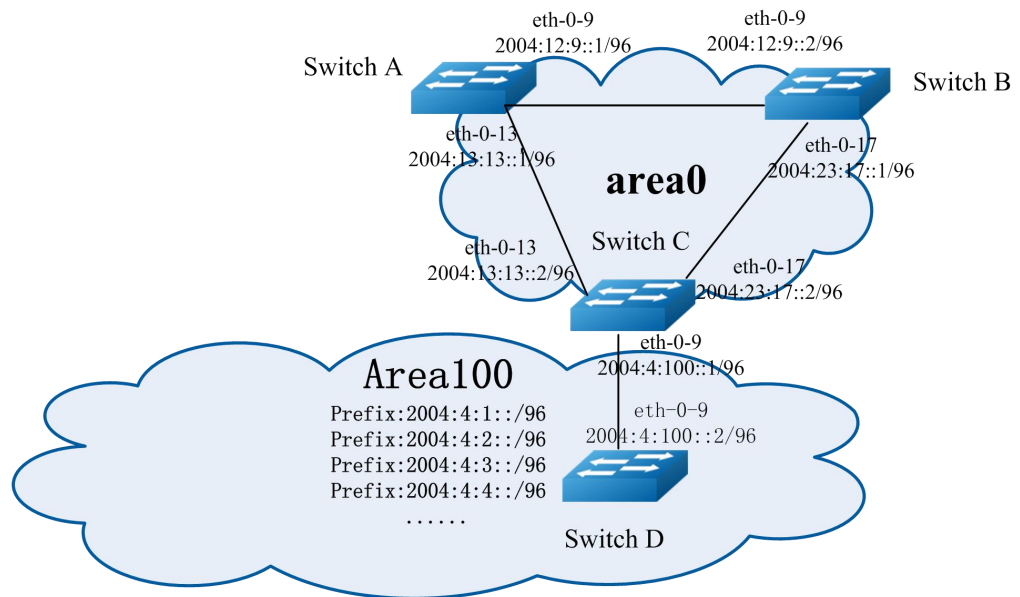 eth-0-9
2004:12:9::1/96
eth-0-9
2004:12:9::2/96
Switch A
Switch B
eth-0-13
2004:13:13::1/96
eth-0-17
2004:23:17::1/96
area0
Switch C
eth-0-13
2004:13:13::2/96
eth-0-17
2004:23:17::2/96
eth-0-9
2004:4:100::1/96
Area100
Prefix:2004:4:1::/96
Prefix:2004:4:2::/96
Prefix:2004:4:3::/96
Prefix:2004:4:4::/96
......
eth-0-9
2004:4:100::2/96
Switch D